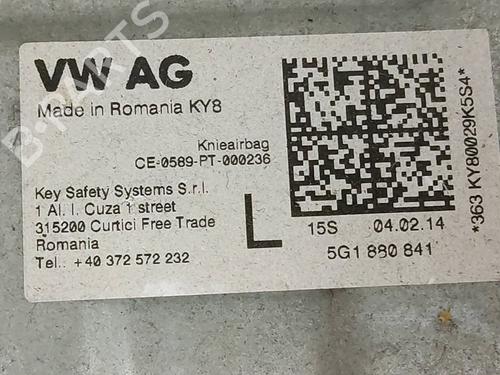 VW AG
Made in Romania KY8
Knieairbag
CE-0589-PT-000236
Key Safety Systems S.r.l.
1 Al. I. Cuza 1 street
315200 Curtici Free Trade
Romania
Tel.. +40 372 572 232
L
15S 04.02.14
5G1 880 841
*363 KY80029K5S4*
B-PARTS